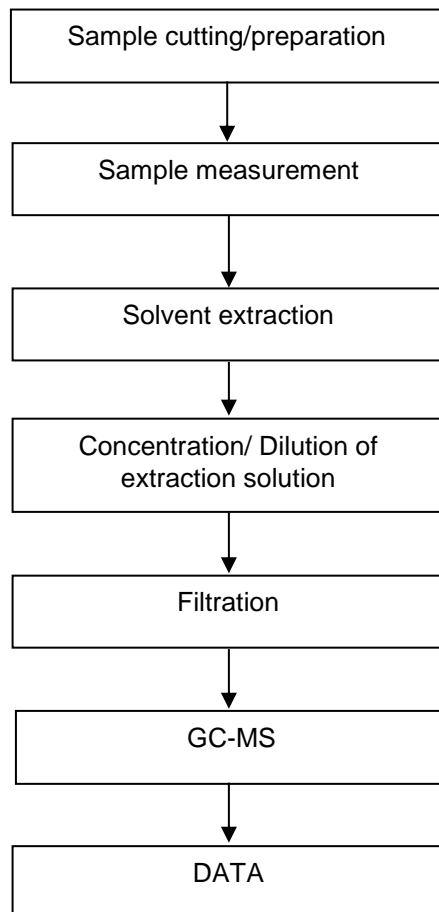 Sample cutting/preparation
Sample measurement
Solvent extraction
Concentration/ Dilution of
extraction solution
Filtration
GC-MS
DATA